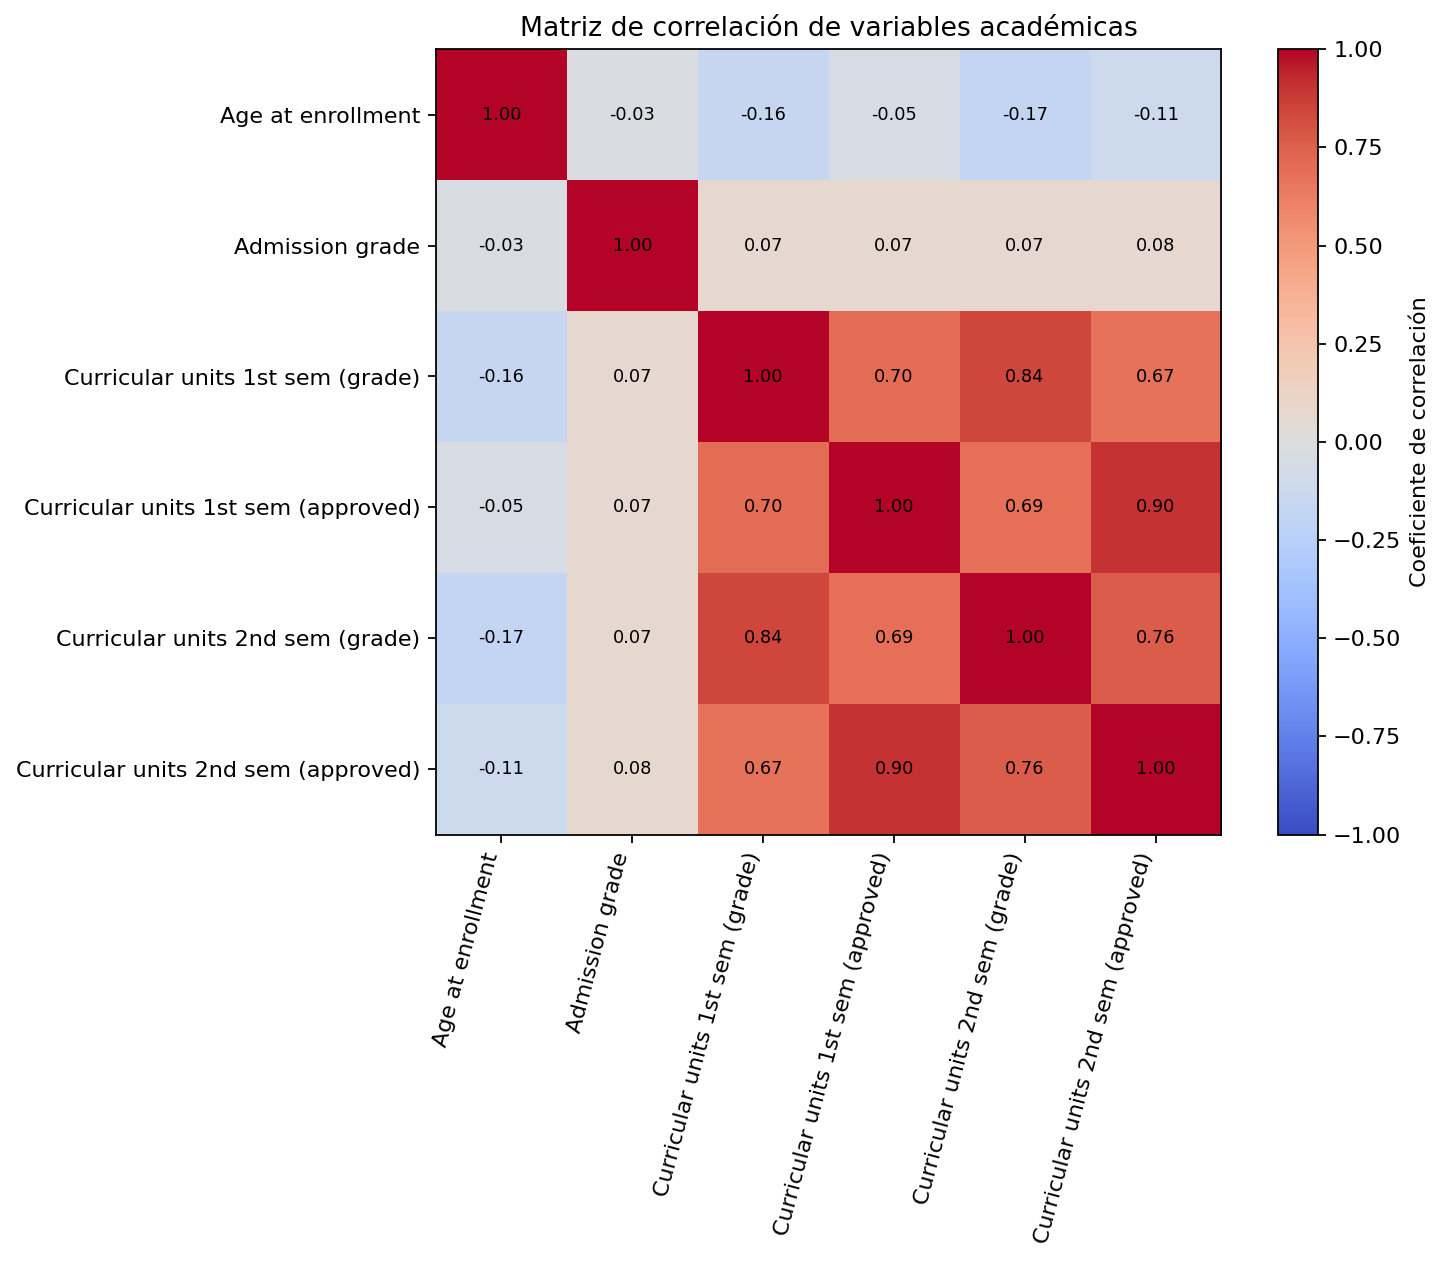 Matriz de correlación de variables académicas
Age at enrollment 1.00 -0.03 -0.16 -0.05 -0.17 -0.11
Admission grade -0.03 1.00 0.07 0.07 0.07 0.08
Curricular units 1st sem (grade) -0.16 0.07 1.00 0.70 0.84 0.67
Curricular units 1st sem (approved) -0.05 0.07 0.70 1.00 0.69 0.90
Curricular units 2nd sem (grade) -0.17 0.07 0.84 0.69 1.00 0.76
Curricular units 2nd sem (approved) -0.11 0.08 0.67 0.90 0.76 1.00
Age at enrollment
Admission grade
Curricular units 1st sem (grade)
Curricular units 1st sem (approved)
Curricular units 2nd sem (grade)
Curricular units 2nd sem (approved)
1.00
0.75
0.50
0.25
0.00
−0.25
−0.50
−0.75
−1.00
Coeficiente de correlación